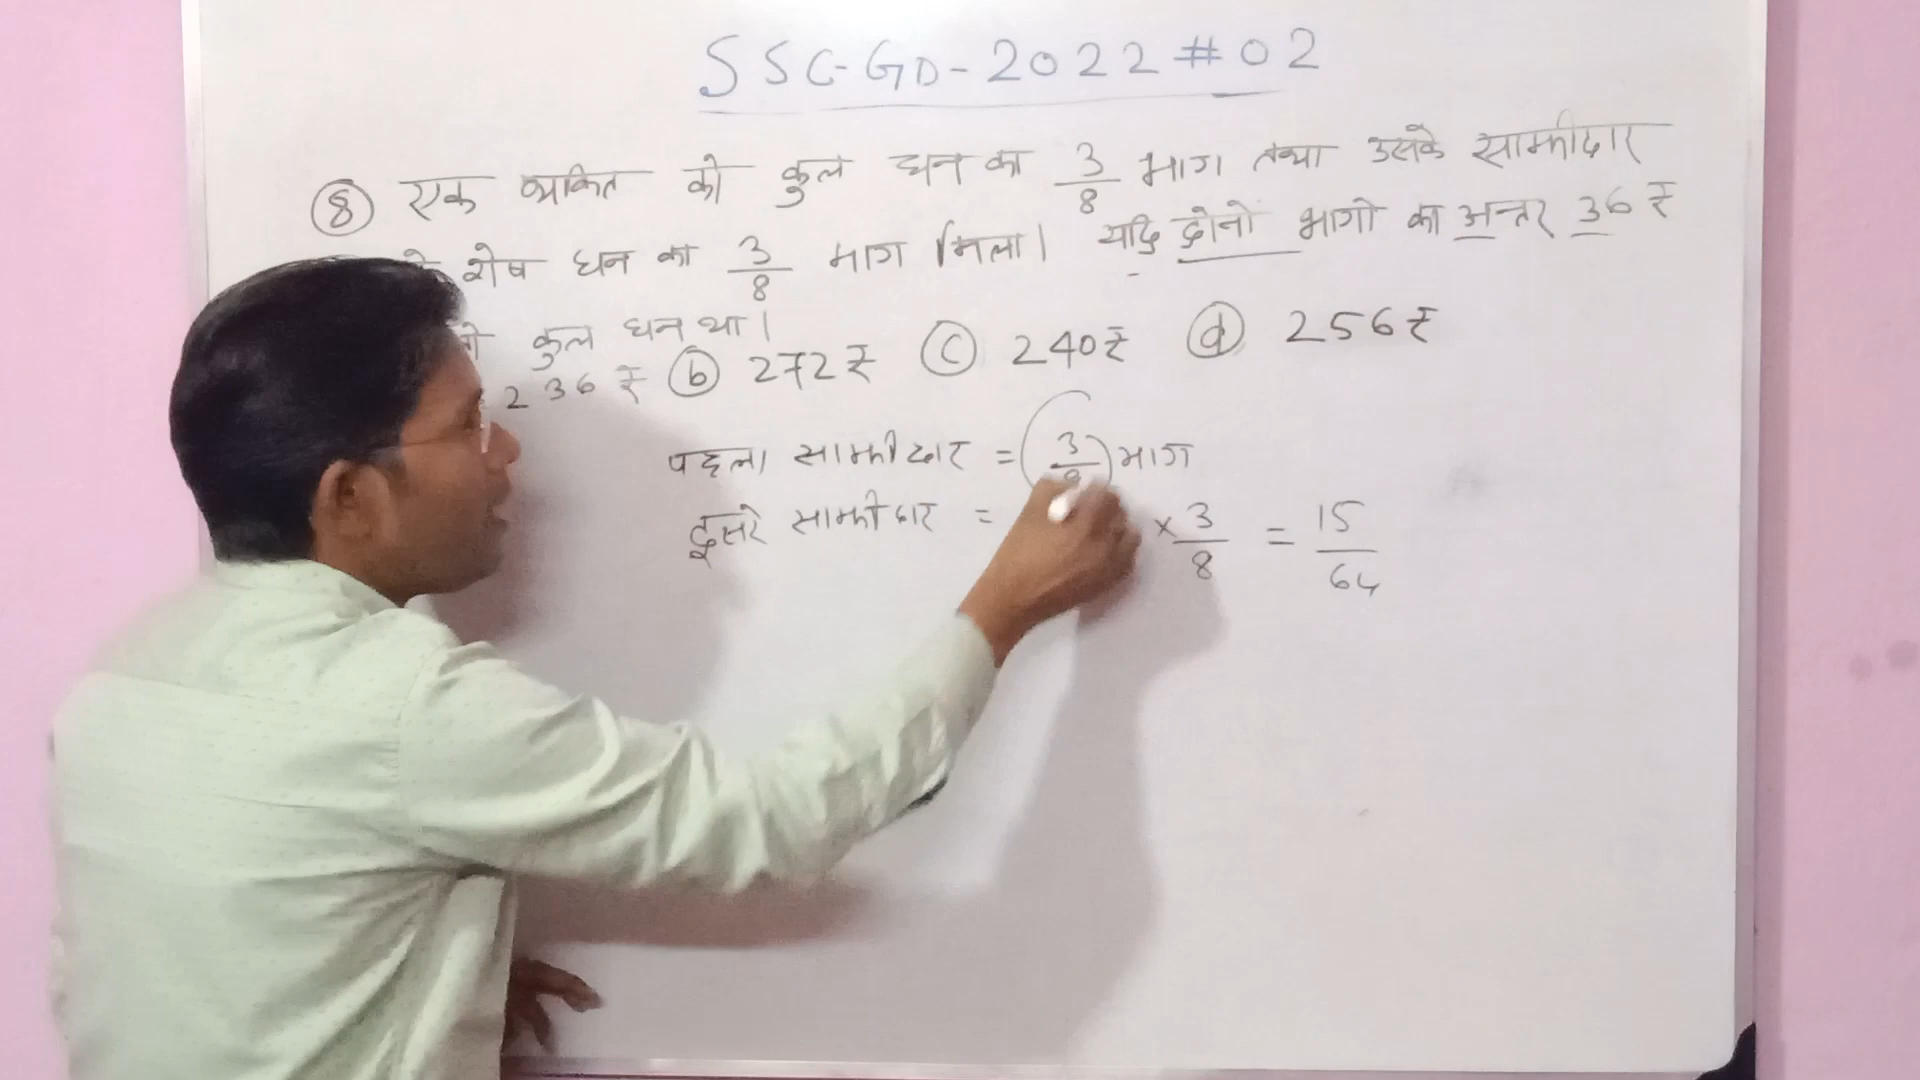 SSC-GD-2022 #02
⑧ एक व्यकित को कुल धन का 3/8 भाग तथा उसके साझीदार
शेष धन का 3/8 भाग मिला। यदि दोनो भागो का अन्तर 36 ₹
कुल धन था।
236 ₹ ⓑ 272 ₹ ⓒ 240 ₹ ⓓ 256 ₹
पहला साझीदार = (3/8) भाग
दुसरे साझीदार = × 3/8 = 15/64